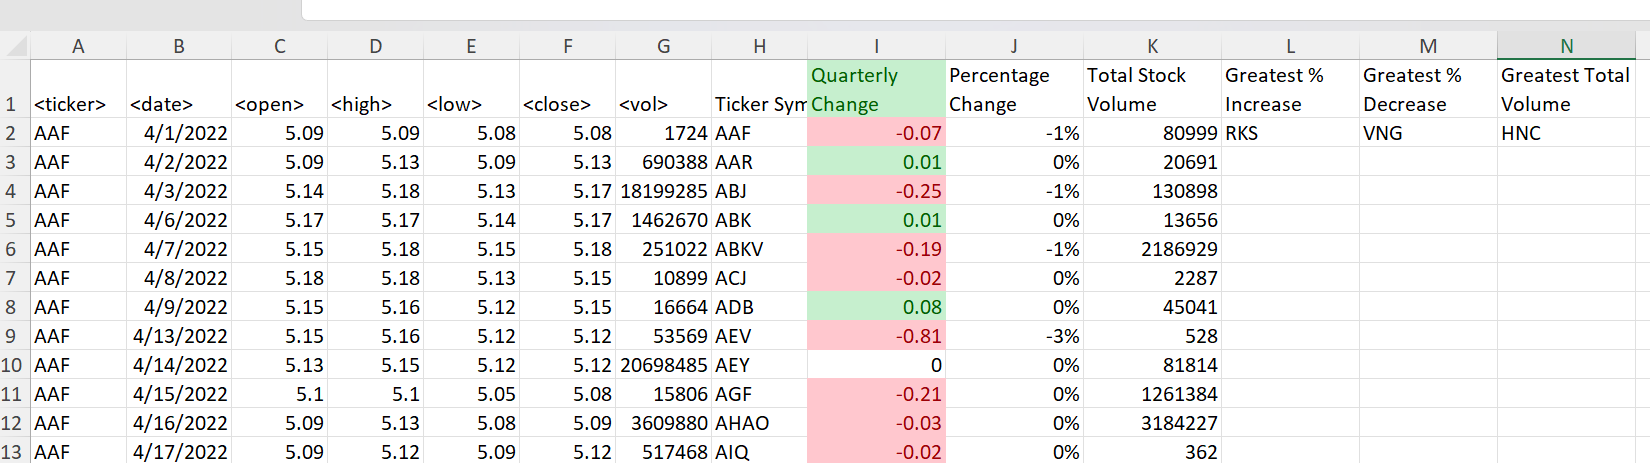 A B C D E F G H I J K L M N
1 <ticker> <date> <open> <high> <low> <close> <vol> Ticker Sym Quarterly Change Percentage Change Total Stock Volume Greatest % Increase Greatest % Decrease Greatest Total Volume
2 AAF 4/1/2022 5.09 5.09 5.08 5.08 1724 AAF -0.07 -1% 80999 RKS VNG HNC
3 AAF 4/2/2022 5.09 5.13 5.09 5.13 690388 AAR 0.01 0% 20691
4 AAF 4/3/2022 5.14 5.18 5.13 5.17 18199285 ABJ -0.25 -1% 130898
5 AAF 4/6/2022 5.17 5.17 5.14 5.17 1462670 ABK 0.01 0% 13656
6 AAF 4/7/2022 5.15 5.18 5.15 5.18 251022 ABKV -0.19 -1% 2186929
7 AAF 4/8/2022 5.18 5.18 5.13 5.15 10899 ACJ -0.02 0% 2287
8 AAF 4/9/2022 5.15 5.16 5.12 5.15 16664 ADB 0.08 0% 45041
9 AAF 4/13/2022 5.15 5.16 5.12 5.12 53569 AEV -0.81 -3% 528
10 AAF 4/14/2022 5.13 5.15 5.12 5.12 20698485 AEY 0 0% 81814
11 AAF 4/15/2022 5.1 5.1 5.05 5.08 15806 AGF -0.21 0% 1261384
12 AAF 4/16/2022 5.09 5.13 5.08 5.09 3609880 AHAO -0.03 0% 3184227
13 AAF 4/17/2022 5.09 5.12 5.09 5.12 517468 AIQ -0.02 0% 362